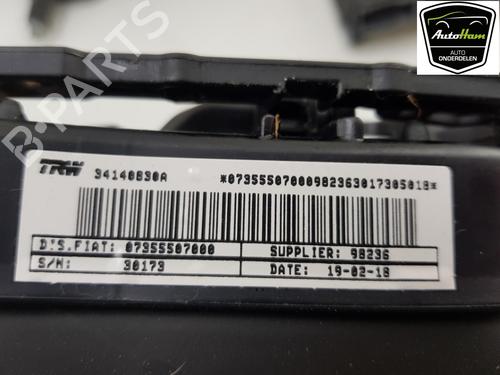 AutoHam
AUTO
ONDERDELEN
B-PARTS
TRW 34140830A *07355507000982363017305018*
D'S.FIAT: 07355507000 SUPPLIER: 98236
S/N: 30173 DATE: 19-02-18